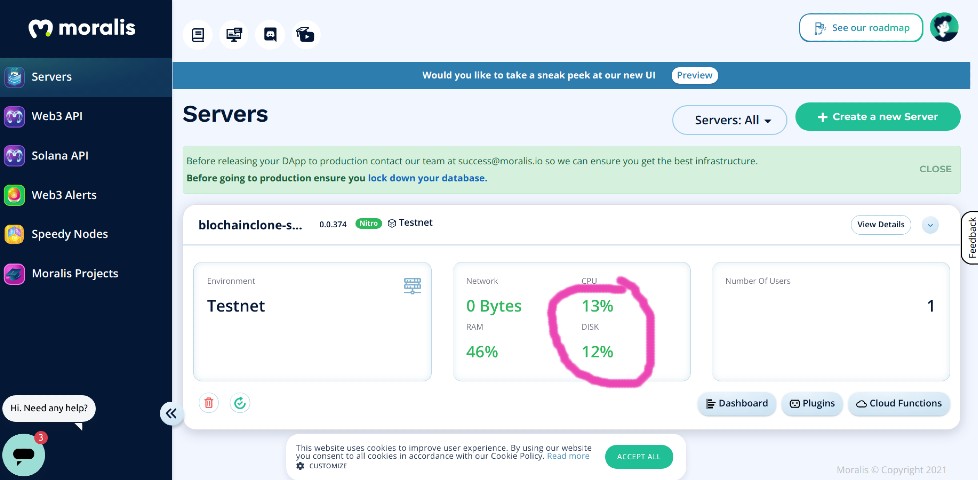 moralis
See our roadmap
Servers
Web3 API
Solana API
Web3 Alerts
Speedy Nodes
Moralis Projects
Hi. Need any help?
3
Would you like to take a sneak peek at our new UI Preview
Servers
Servers: All
+ Create a new Server
Before releasing your DApp to production contact our team at success@moralis.io so we can ensure you get the best infrastructure.
Before going to production ensure you lock down your database.
CLOSE
blochainclone-s... 0.0.374 Nitro Testnet View Details
Feedback
Environment
Testnet
Network
0 Bytes
CPU
13%
RAM
46%
DISK
12%
Number Of Users
1
Dashboard Plugins Cloud Functions
This website uses cookies to improve user experience. By using our website
you consent to all cookies in accordance with our Cookie Policy. Read more
CUSTOMIZE
ACCEPT ALL
Moralis © Copyright 2021